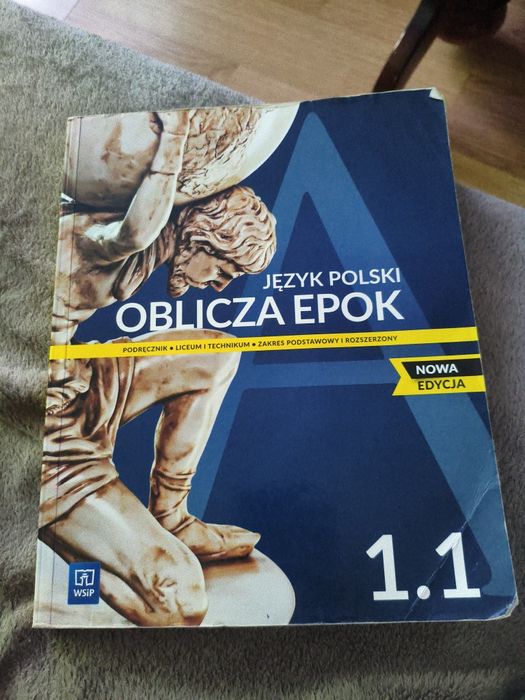 JĘZYK POLSKI
OBLICZA EPOK
PODRĘCZNIK • LICEUM I TECHNIKUM • ZAKRES PODSTAWOWY I ROZSZERZONY
NOWA
EDYCJA
1.1
WSiP